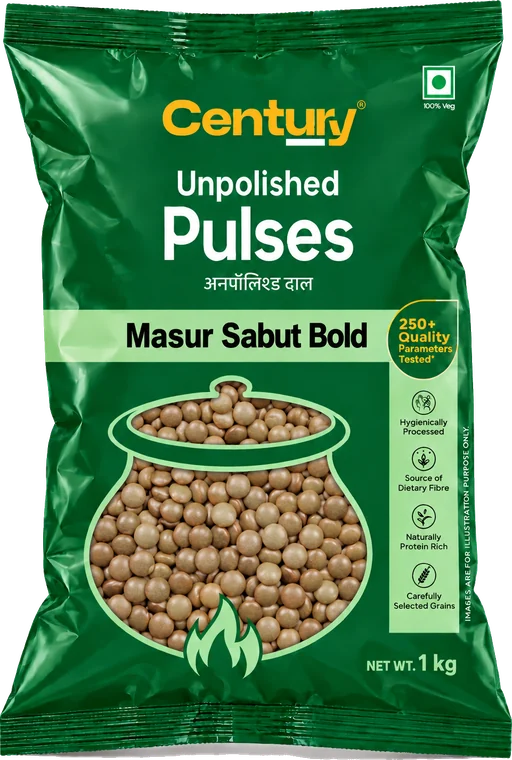 Century®
100% Veg
Unpolished
Pulses
अनपॉलिश्ड दाल
Masur Sabut Bold
250+
Quality
Parameters
Tested*
Hygienically
Processed
Source of
Dietary Fibre
Naturally
Protein Rich
Carefully
Selected Grains
IMAGES ARE FOR ILLUSTRATION PURPOSE ONLY.
NET WT. 1 kg